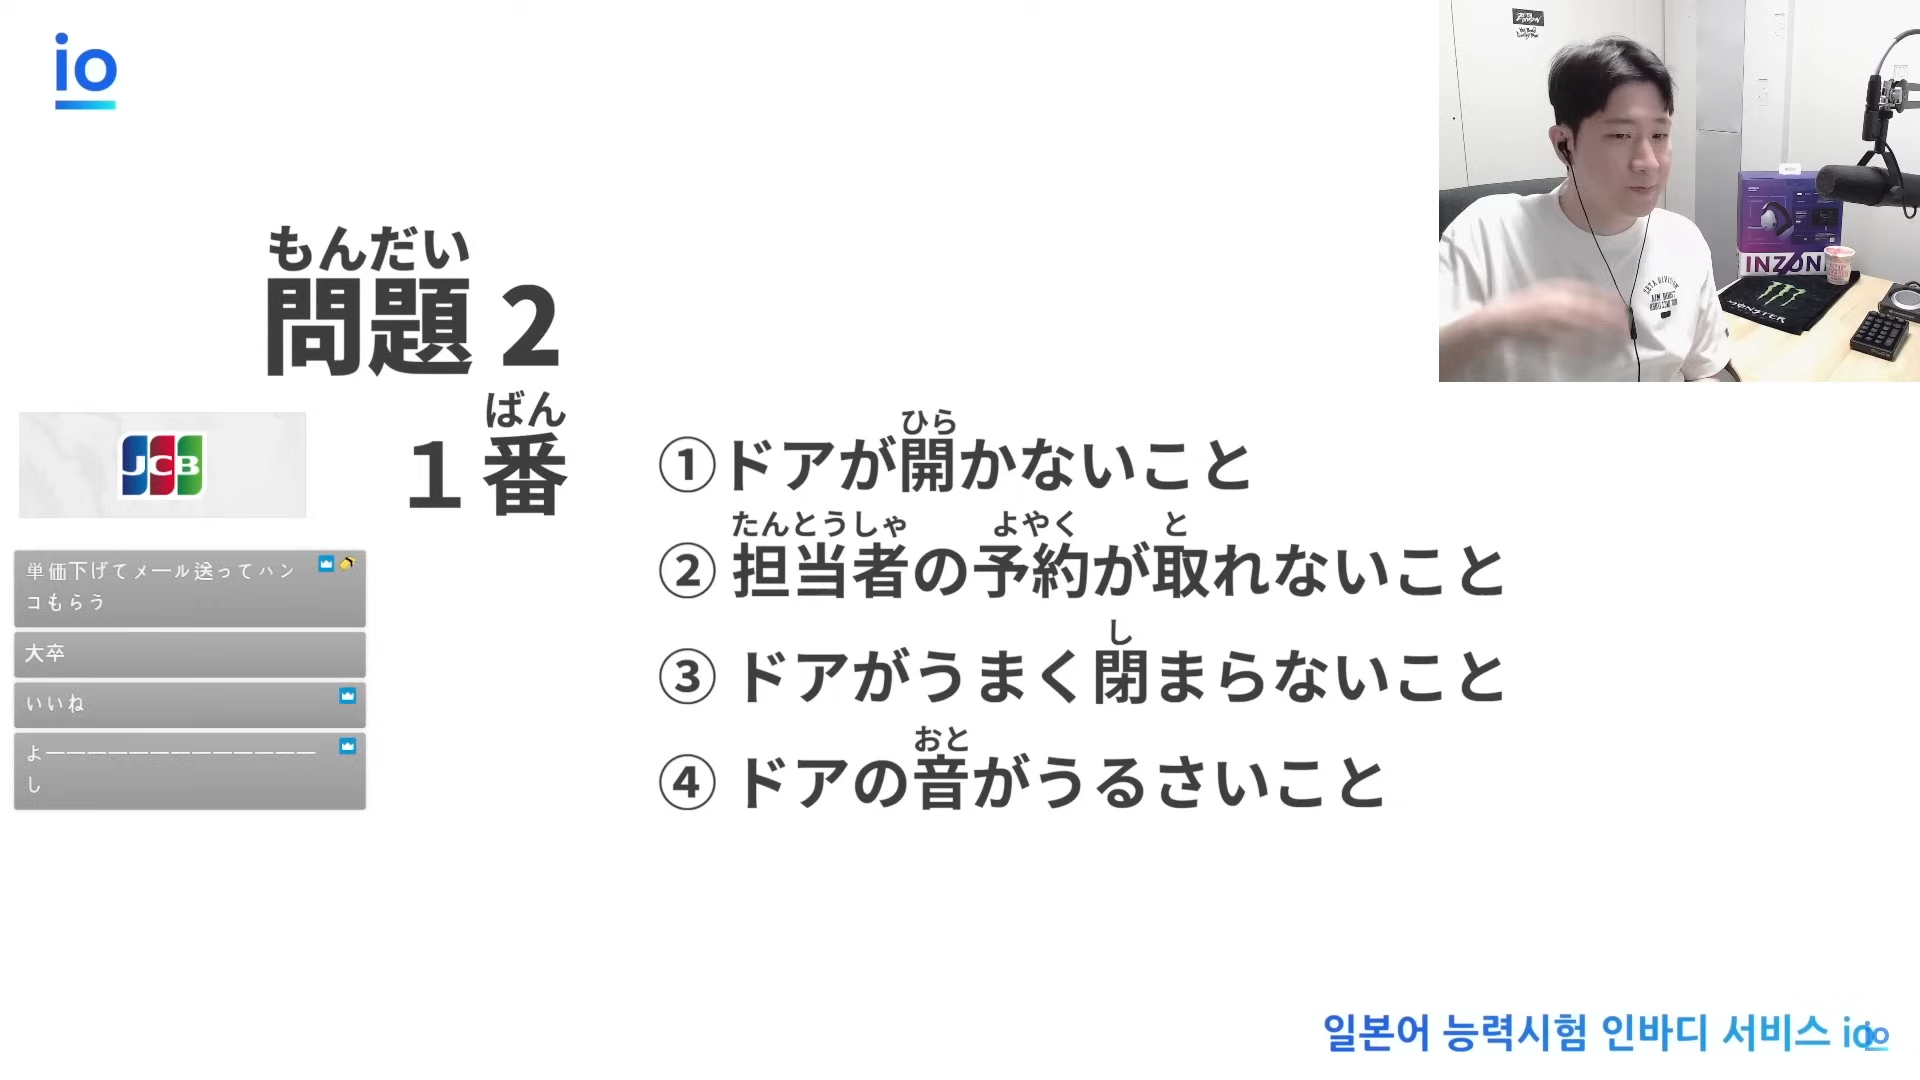 io
もんだい
問題 2
ばん
1 番
ひら
①ドアが開かないこと
たんとうしゃ よやく と
② 担当者の予約が取れないこと
し
③ ドアがうまく閉まらないこと
おと
④ ドアの音がうるさいこと
JCB
単価下げてメール送ってハン
コもらう
大卒
いいね
よーーーーーーーーーーーーーー
し
INZON
MONSTER
ZETA DIVISION
일본어 능력시험 인바디 서비스 io
io